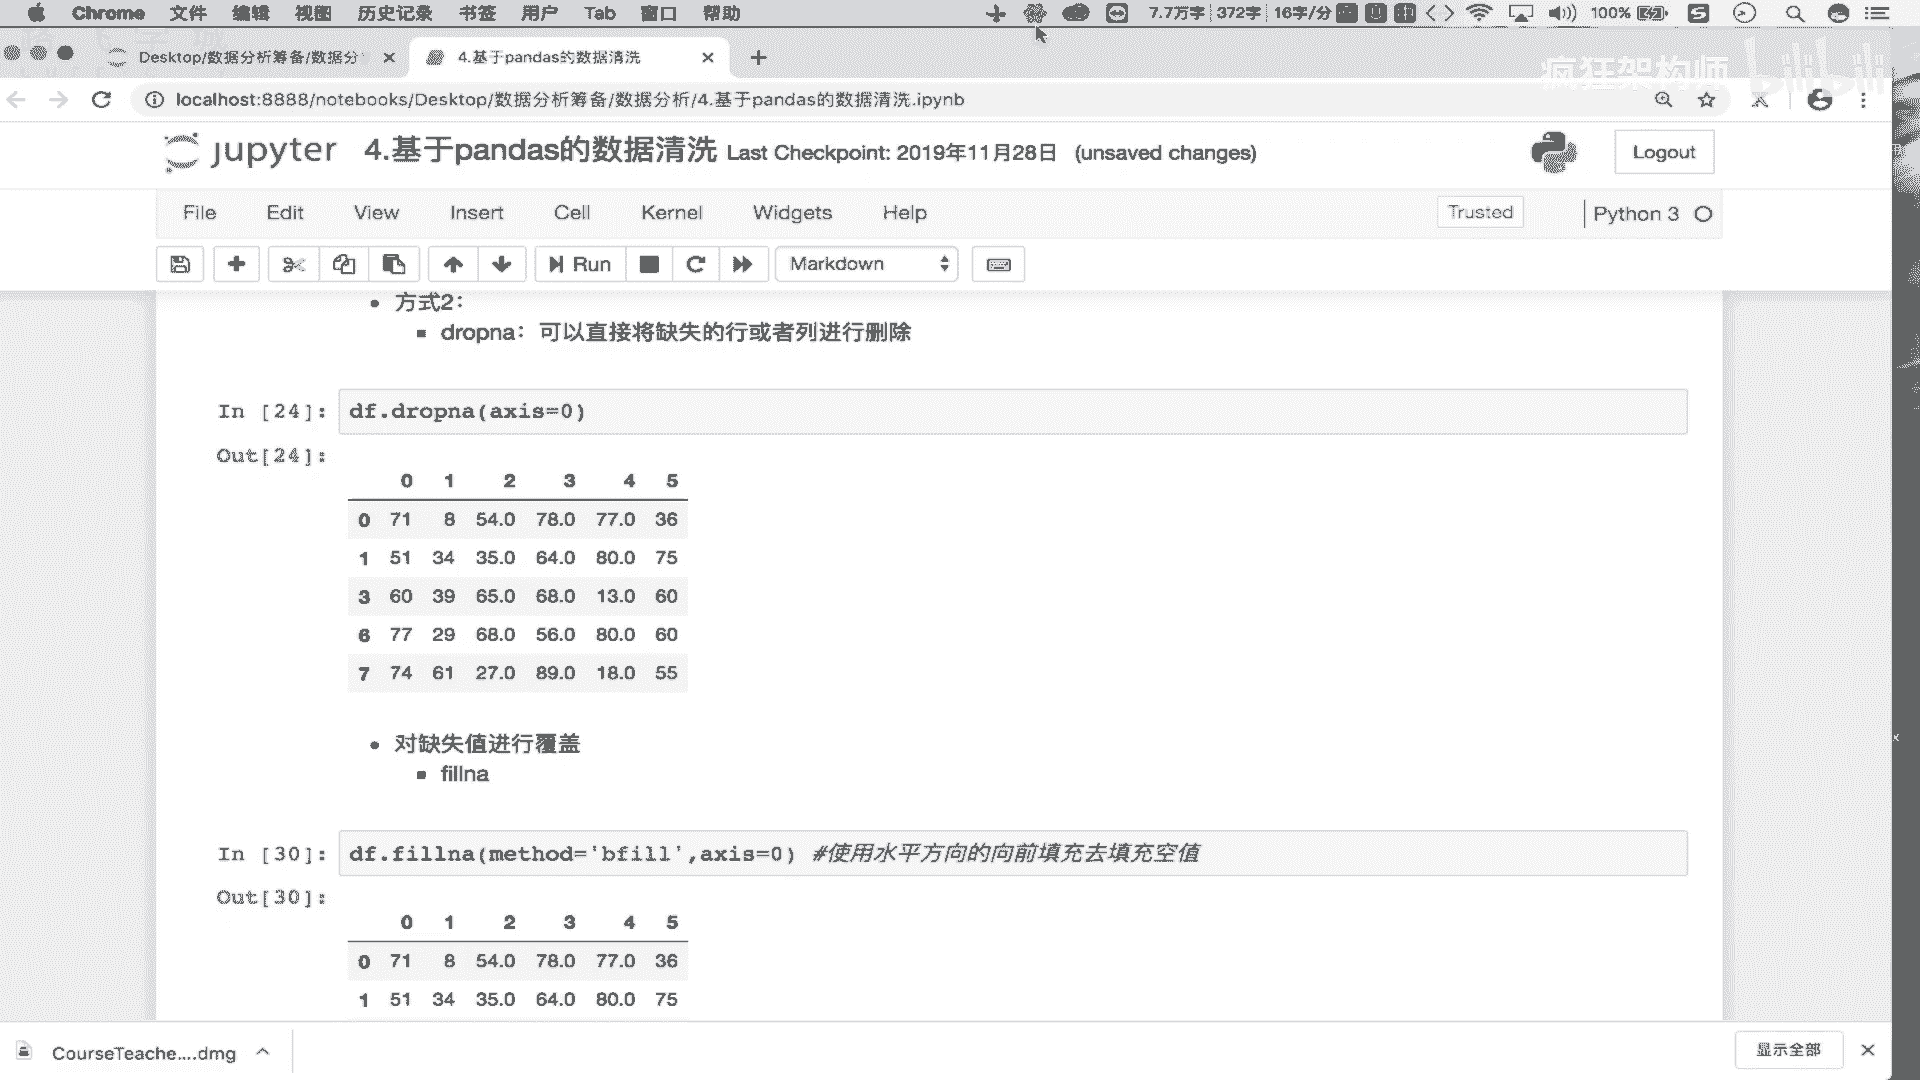 Chrome 文件 编辑 视图 历史记录 书签 用户 Tab 窗口 帮助 7.7万字 372字 16字/分 100%
Desktop/数据分析筹备/数据分
4.基于pandas的数据清洗
疯狂架构师 bilibili
localhost:8888/notebooks/Desktop/数据分析筹备/数据分析/4.基于pandas的数据清洗.ipynb
jupyter 4.基于pandas的数据清洗 Last Checkpoint: 2019年11月28日 (unsaved changes)
Logout
File Edit View Insert Cell Kernel Widgets Help Trusted Python 3
Run Markdown
方式2：
dropna：可以直接将缺失的行或者列进行删除
In [24]: df.dropna(axis=0)
Out[24]:
0 1 2 3 4 5
0 71 8 54.0 78.0 77.0 36
1 51 34 35.0 64.0 80.0 75
3 60 39 65.0 68.0 13.0 60
6 77 29 68.0 56.0 80.0 60
7 74 61 27.0 89.0 18.0 55
对缺失值进行覆盖
fillna
In [30]: df.fillna(method='bfill',axis=0) #使用水平方向的向前填充去填充空值
Out[30]:
0 1 2 3 4 5
0 71 8 54.0 78.0 77.0 36
1 51 34 35.0 64.0 80.0 75
CourseTeache....dmg
显示全部